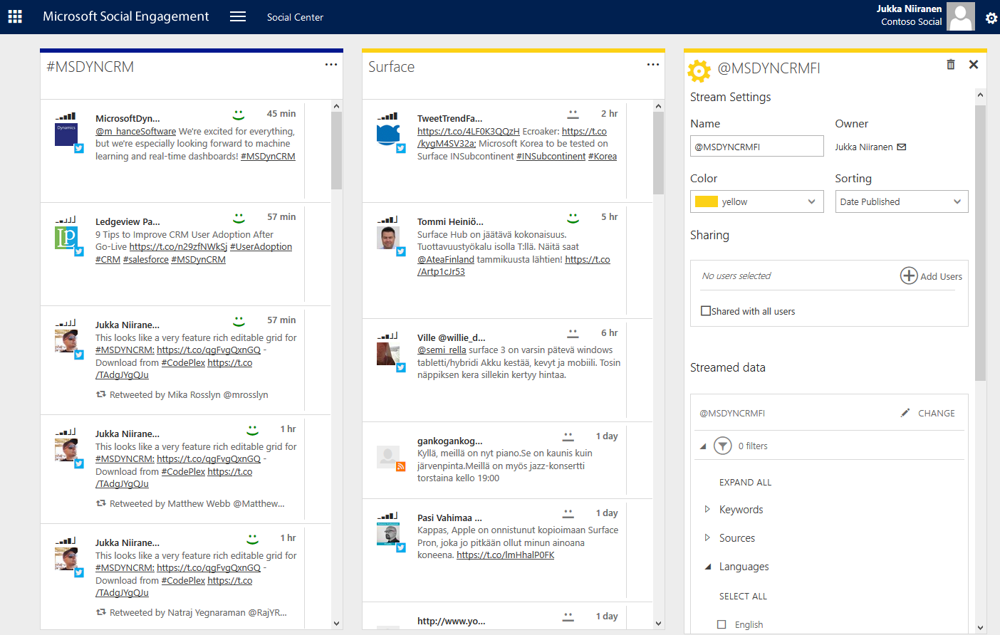 Microsoft Social Engagement
Social Center
Jukka Niiranen
Contoso Social
#MSDYNCRM
...
MicrosoftDyn...
45 min
Dynamics
@m_hanceSoftware We're excited for everything,
but we're especially looking forward to machine
learning and real-time dashboards! #MSDynCRM
Ledgeview Pa...
57 min
Lp
9 Tips to Improve CRM User Adoption After
Go-Live https://t.co/n29zfNWkSj #UserAdoption
#CRM #salesforce #MSDynCRM
Jukka Niirane...
57 min
This looks like a very feature rich editable grid for
#MSDYNCRM: https://t.co/qgFvgQxnGQ -
Download from #CodePlex https://t.co
/TAdgJYgQJu
Retweeted by Mika Rosslyn @mrosslyn
Jukka Niirane...
1 hr
This looks like a very feature rich editable grid for
#MSDYNCRM: https://t.co/qgFvgQxnGQ -
Download from #CodePlex https://t.co
/TAdgJYgQJu
Retweeted by Matthew Webb @Matthew...
Jukka Niirane...
1 hr
This looks like a very feature rich editable grid for
#MSDYNCRM: https://t.co/qgFvgQxnGQ -
Download from #CodePlex https://t.co
/TAdgJYgQJu
Retweeted by Natraj Yegnaraman @RajYR...
Surface
...
TweetTrendFa...
2 hr
https://t.co/4LF0K3QQzH Ecroaker: https://t.co
/kygM4SV32a; Microsoft Korea to be tested on
Surface INSubcontinent #INSubcontinent #Korea
Tommi Heiniö...
5 hr
Surface Hub on jäätävä kokonaisuus.
Tuottavuustyökalu isolla T:llä. Näitä saat
@AteaFinland tammikuusta lähtien! https://t.co
/Artp1cJr53
Ville @willie_d...
6 hr
@semi_rella surface 3 on varsin pätevä windows
tabletti/hybridi Akku kestää, kevyt ja mobiili. Tosin
näppiksen kera sillekin kertyy hintaa.
gankogankog...
1 day
Kyllä, meillä on nyt piano.Se on kaunis kuin
järvenpinta.Meillä on myös jazz-konsertti
torstaina kello 19:00
Pasi Vahimaa ...
1 day
Kappas, Apple on onnistunut kopioimaan Surface
Pron, joka jo pitkään ollut minun ainoana
koneena. https://t.co/lmHhalP0FK
http://www.yo...
1 day
@MSDYNCRMFI
Stream Settings
Name
Owner
@MSDYNCRMFI
Jukka Niiranen
Color
Sorting
yellow
Date Published
Sharing
No users selected
Add Users
Shared with all users
Streamed data
@MSDYNCRMFI
CHANGE
0 filters
EXPAND ALL
Keywords
Sources
Languages
SELECT ALL
English